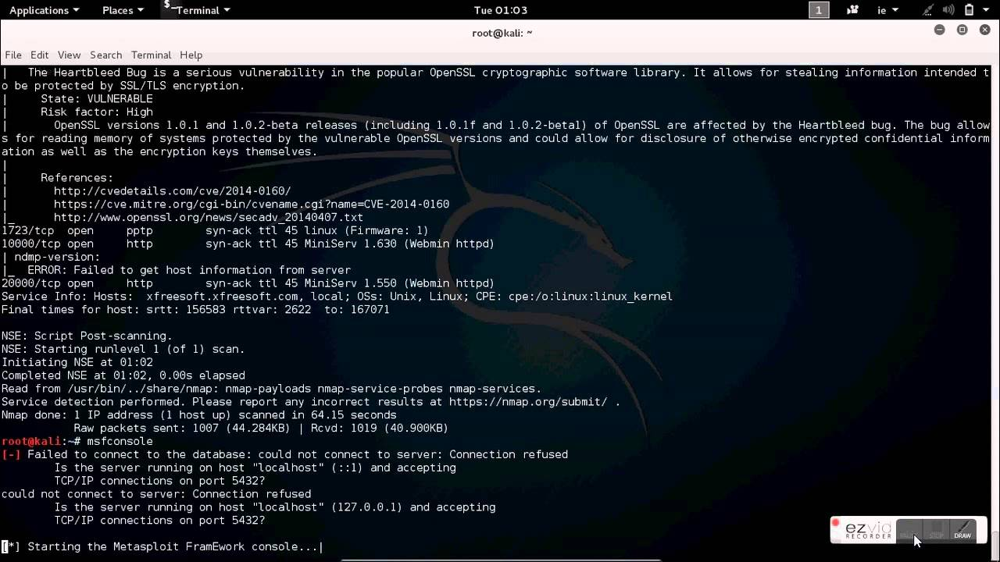 Applications Places Terminal Tue 01:03 1 ie
root@kali: ~
File Edit View Search Terminal Help
| The Heartbleed Bug is a serious vulnerability in the popular OpenSSL cryptographic software library. It allows for stealing information intended t
o be protected by SSL/TLS encryption.
| State: VULNERABLE
| Risk factor: High
| OpenSSL versions 1.0.1 and 1.0.2-beta releases (including 1.0.1f and 1.0.2-beta1) of OpenSSL are affected by the Heartbleed bug. The bug allow
s for reading memory of systems protected by the vulnerable OpenSSL versions and could allow for disclosure of otherwise encrypted confidential inform
ation as well as the encryption keys themselves.
|
| References:
| http://cvedetails.com/cve/2014-0160/
| https://cve.mitre.org/cgi-bin/cvename.cgi?name=CVE-2014-0160
|_ http://www.openssl.org/news/secadv_20140407.txt
1723/tcp open pptp syn-ack ttl 45 linux (Firmware: 1)
10000/tcp open http syn-ack ttl 45 MiniServ 1.630 (Webmin httpd)
| ndmp-version:
|_ ERROR: Failed to get host information from server
20000/tcp open http syn-ack ttl 45 MiniServ 1.550 (Webmin httpd)
Service Info: Hosts: xfreesoft.xfreesoft.com, local; OSs: Unix, Linux; CPE: cpe:/o:linux:linux_kernel
Final times for host: srtt: 156583 rttvar: 2622 to: 167071
NSE: Script Post-scanning.
NSE: Starting runlevel 1 (of 1) scan.
Initiating NSE at 01:02
Completed NSE at 01:02, 0.00s elapsed
Read from /usr/bin/../share/nmap: nmap-payloads nmap-service-probes nmap-services.
Service detection performed. Please report any incorrect results at https://nmap.org/submit/ .
Nmap done: 1 IP address (1 host up) scanned in 64.15 seconds
Raw packets sent: 1007 (44.284KB) | Rcvd: 1019 (40.900KB)
root@kali:~# msfconsole
[-] Failed to connect to the database: could not connect to server: Connection refused
Is the server running on host "localhost" (::1) and accepting
TCP/IP connections on port 5432?
could not connect to server: Connection refused
Is the server running on host "localhost" (127.0.0.1) and accepting
TCP/IP connections on port 5432?
[*] Starting the Metasploit FramEwork console...|
ezvid
RECORDER
STOP DRAW